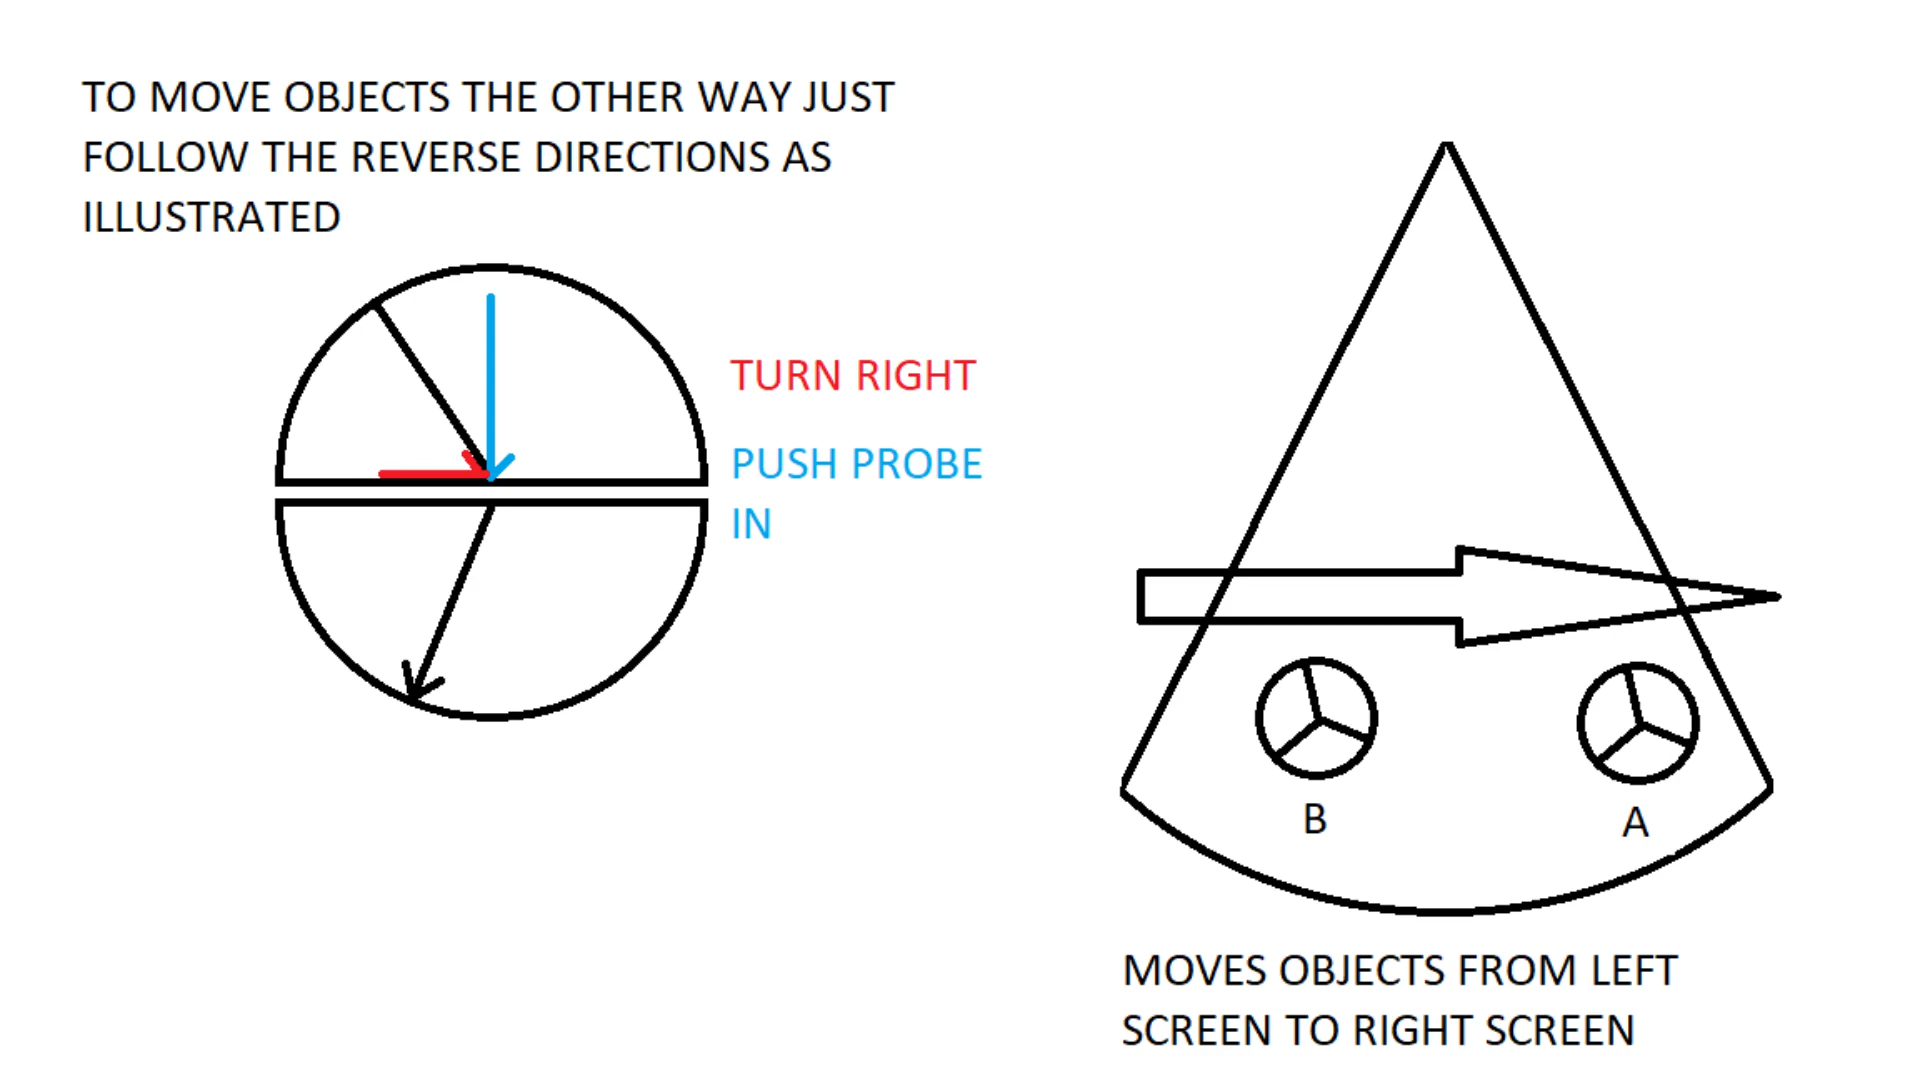 TO MOVE OBJECTS THE OTHER WAY JUST
FOLLOW THE REVERSE DIRECTIONS AS
ILLUSTRATED
TURN RIGHT
PUSH PROBE
IN
B
A
MOVES OBJECTS FROM LEFT
SCREEN TO RIGHT SCREEN